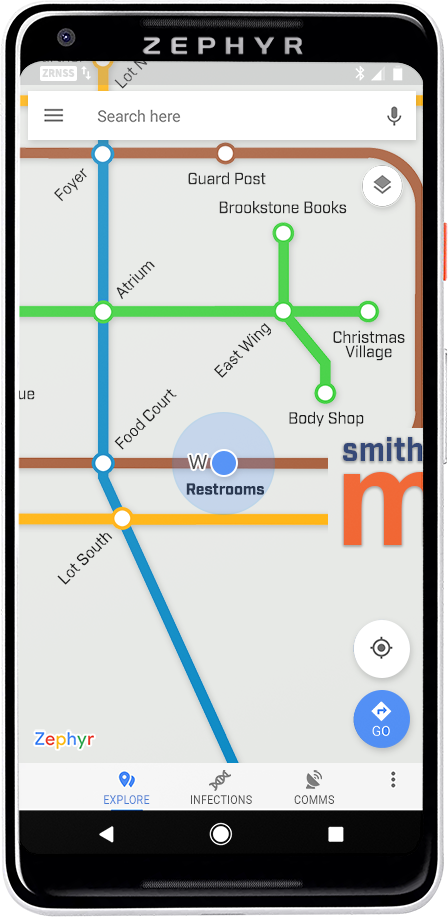 ZEPHYR
ZRNSS
Lot N
Search here
Foyer
Guard Post
Brookstone Books
Atrium
East Wing
Christmas
Village
ue
Body Shop
Food Court
W
Restrooms
smith
m
Lot South
GO
Zephyr
EXPLORE
INFECTIONS
COMMS